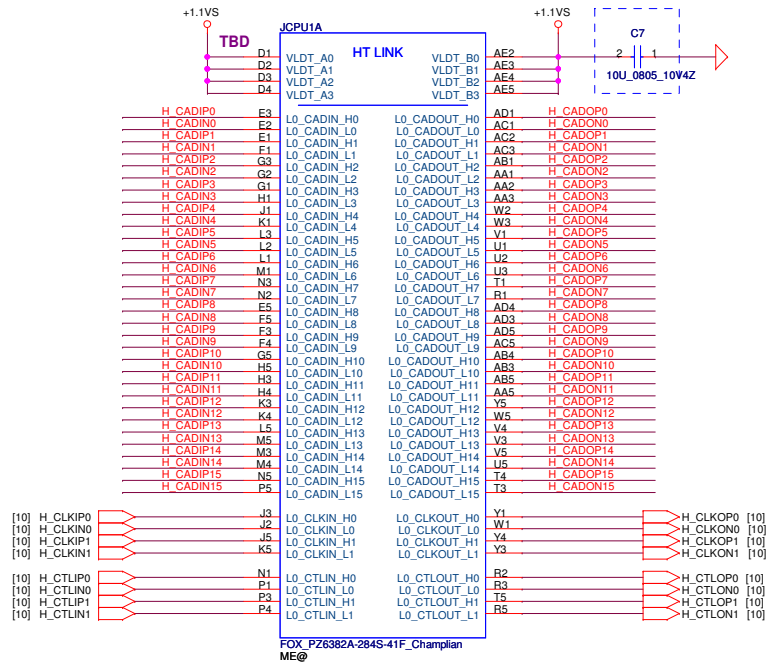 +1.1VS +1.1VS
JCPU1A
TBD HT LINK C7
D1 VLDT_A0 VLDT_B0 AE2 2 1
D2 VLDT_A1 VLDT_B1 AE3
D3 VLDT_A2 VLDT_B2 AE4 10U_0805_10V4Z
D4 VLDT_A3 VLDT_B3 AE5
H_CADIP0 E3 L0_CADIN_H0 L0_CADOUT_H0 AD1 H_CADOP0
H_CADIN0 E2 L0_CADIN_L0 L0_CADOUT_L0 AC1 H_CADON0
H_CADIP1 E1 L0_CADIN_H1 L0_CADOUT_H1 AC2 H_CADOP1
H_CADIN1 F1 L0_CADIN_L1 L0_CADOUT_L1 AC3 H_CADON1
H_CADIP2 G3 L0_CADIN_H2 L0_CADOUT_H2 AB1 H_CADOP2
H_CADIN2 G2 L0_CADIN_L2 L0_CADOUT_L2 AA1 H_CADON2
H_CADIP3 G1 L0_CADIN_H3 L0_CADOUT_H3 AA2 H_CADOP3
H_CADIN3 H1 L0_CADIN_L3 L0_CADOUT_L3 AA3 H_CADON3
H_CADIP4 J1 L0_CADIN_H4 L0_CADOUT_H4 W2 H_CADOP4
H_CADIN4 K1 L0_CADIN_L4 L0_CADOUT_L4 W3 H_CADON4
H_CADIP5 L3 L0_CADIN_H5 L0_CADOUT_H5 V1 H_CADOP5
H_CADIN5 L2 L0_CADIN_L5 L0_CADOUT_L5 U1 H_CADON5
H_CADIP6 L1 L0_CADIN_H6 L0_CADOUT_H6 U2 H_CADOP6
H_CADIN6 M1 L0_CADIN_L6 L0_CADOUT_L6 U3 H_CADON6
H_CADIP7 N3 L0_CADIN_H7 L0_CADOUT_H7 T1 H_CADOP7
H_CADIN7 N2 L0_CADIN_L7 L0_CADOUT_L7 R1 H_CADON7
H_CADIP8 E5 L0_CADIN_H8 L0_CADOUT_H8 AD4 H_CADOP8
H_CADIN8 F5 L0_CADIN_L8 L0_CADOUT_L8 AD3 H_CADON8
H_CADIP9 F3 L0_CADIN_H9 L0_CADOUT_H9 AD5 H_CADOP9
H_CADIN9 F4 L0_CADIN_L9 L0_CADOUT_L9 AC5 H_CADON9
H_CADIP10 G5 L0_CADIN_H10 L0_CADOUT_H10 AB4 H_CADOP10
H_CADIN10 H5 L0_CADIN_L10 L0_CADOUT_L10 AB3 H_CADON10
H_CADIP11 H3 L0_CADIN_H11 L0_CADOUT_H11 AB5 H_CADOP11
H_CADIN11 H4 L0_CADIN_L11 L0_CADOUT_L11 AA5 H_CADON11
H_CADIP12 K3 L0_CADIN_H12 L0_CADOUT_H12 Y5 H_CADOP12
H_CADIN12 K4 L0_CADIN_L12 L0_CADOUT_L12 W5 H_CADON12
H_CADIP13 L5 L0_CADIN_H13 L0_CADOUT_H13 V4 H_CADOP13
H_CADIN13 M5 L0_CADIN_L13 L0_CADOUT_L13 V3 H_CADON13
H_CADIP14 M3 L0_CADIN_H14 L0_CADOUT_H14 V5 H_CADOP14
H_CADIN14 M4 L0_CADIN_L14 L0_CADOUT_L14 U5 H_CADON14
H_CADIP15 N5 L0_CADIN_H15 L0_CADOUT_H15 T4 H_CADOP15
H_CADIN15 P5 L0_CADIN_L15 L0_CADOUT_L15 T3 H_CADON15
[10] H_CLKIP0 J3 L0_CLKIN_H0 L0_CLKOUT_H0 Y1 H_CLKOP0 [10]
[10] H_CLKIN0 J2 L0_CLKIN_L0 L0_CLKOUT_L0 W1 H_CLKON0 [10]
[10] H_CLKIP1 J5 L0_CLKIN_H1 L0_CLKOUT_H1 Y4 H_CLKOP1 [10]
[10] H_CLKIN1 K5 L0_CLKIN_L1 L0_CLKOUT_L1 Y3 H_CLKON1 [10]
[10] H_CTLIP0 N1 L0_CTLIN_H0 L0_CTLOUT_H0 R2 H_CTLOP0 [10]
[10] H_CTLIN0 P1 L0_CTLIN_L0 L0_CTLOUT_L0 R3 H_CTLON0 [10]
[10] H_CTLIP1 P3 L0_CTLIN_H1 L0_CTLOUT_H1 T5 H_CTLOP1 [10]
[10] H_CTLIN1 P4 L0_CTLIN_L1 L0_CTLOUT_L1 R5 H_CTLON1 [10]
FOX_PZ6382A-284S-41F_Champlian
ME@